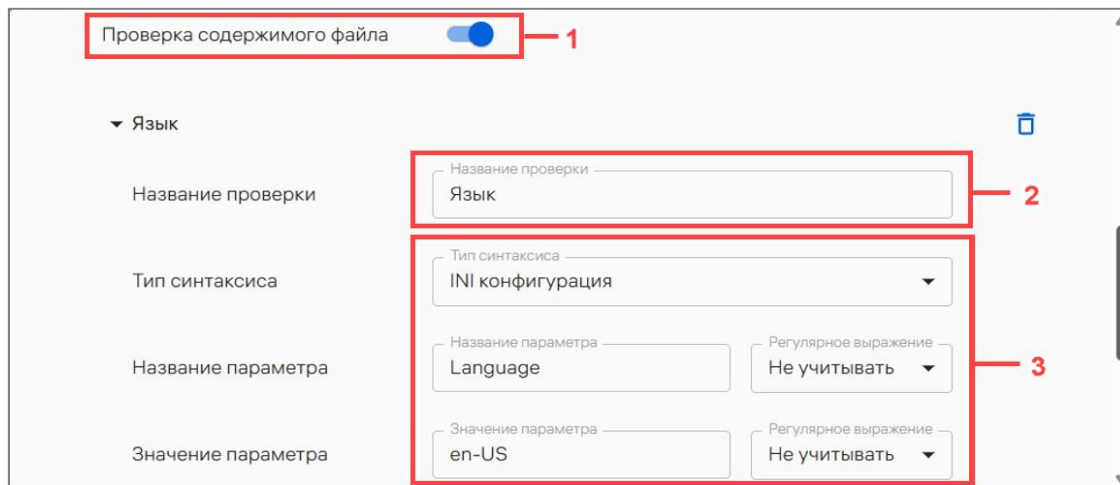 Проверка содержимого файла 1
Язык
Название проверки
Название проверки Язык 2
Тип синтаксиса
Тип синтаксиса INI конфигурация
Название параметра Регулярное выражение
Название параметра Language Не учитывать 3
Значение параметра Регулярное выражение
Значение параметра en-US Не учитывать